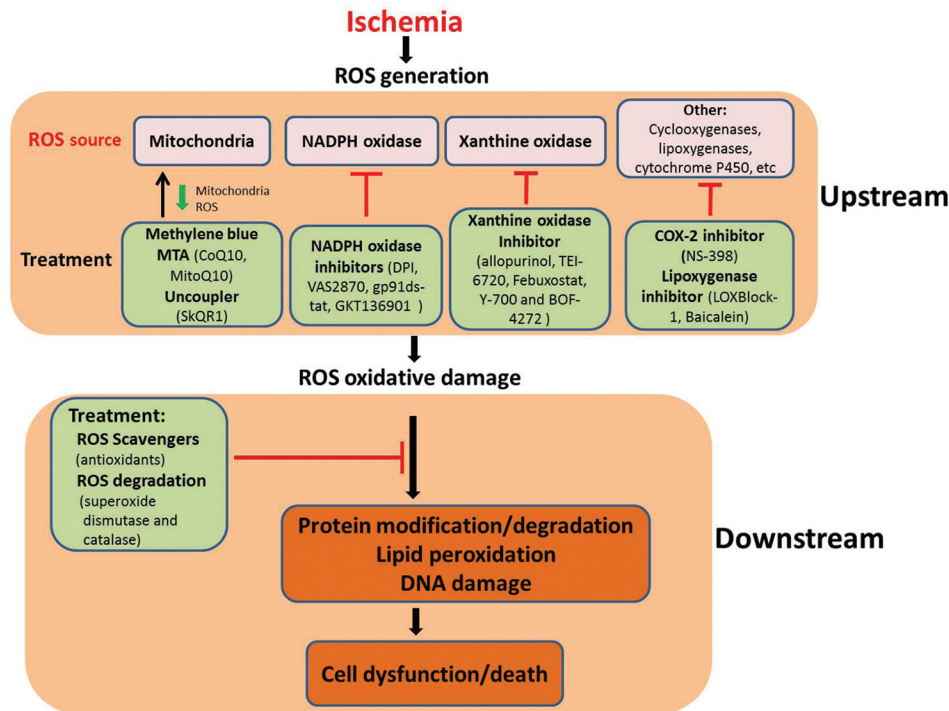 Ischemia
ROS generation
ROS source
Mitochondria
NADPH oxidase
Xanthine oxidase
Other:
Cyclooxygenases,
lipoxygenases,
cytochrome P450, etc
Upstream
Mitochondria
ROS
Treatment
Methylene blue
MTA (CoQ10,
MitoQ10)
Uncoupler
(SkQR1)
NADPH oxidase
inhibitors (DPI,
VAS2870, gp91ds-
tat, GKT136901 )
Xanthine oxidase
Inhibitor
(allopurinol, TEI-
6720, Febuxostat,
Y-700 and BOF-
4272 )
COX-2 inhibitor
(NS-398)
Lipoxygenase
inhibitor (LOXBlock-
1, Baicalein)
ROS oxidative damage
Treatment:
ROS Scavengers
(antioxidants)
ROS degradation
(superoxide
dismutase and
catalase)
Protein modification/degradation
Lipid peroxidation
DNA damage
Downstream
Cell dysfunction/death